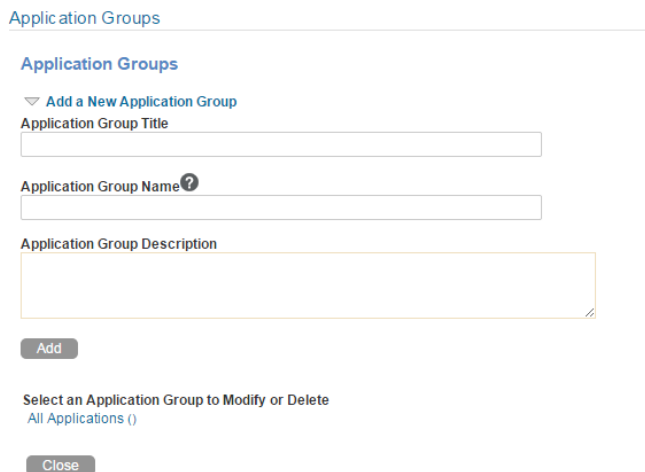 Application Groups
Application Groups
Add a New Application Group
Application Group Title
Application Group Name?
Application Group Description
Add
Select an Application Group to Modify or Delete
All Applications ()
Close